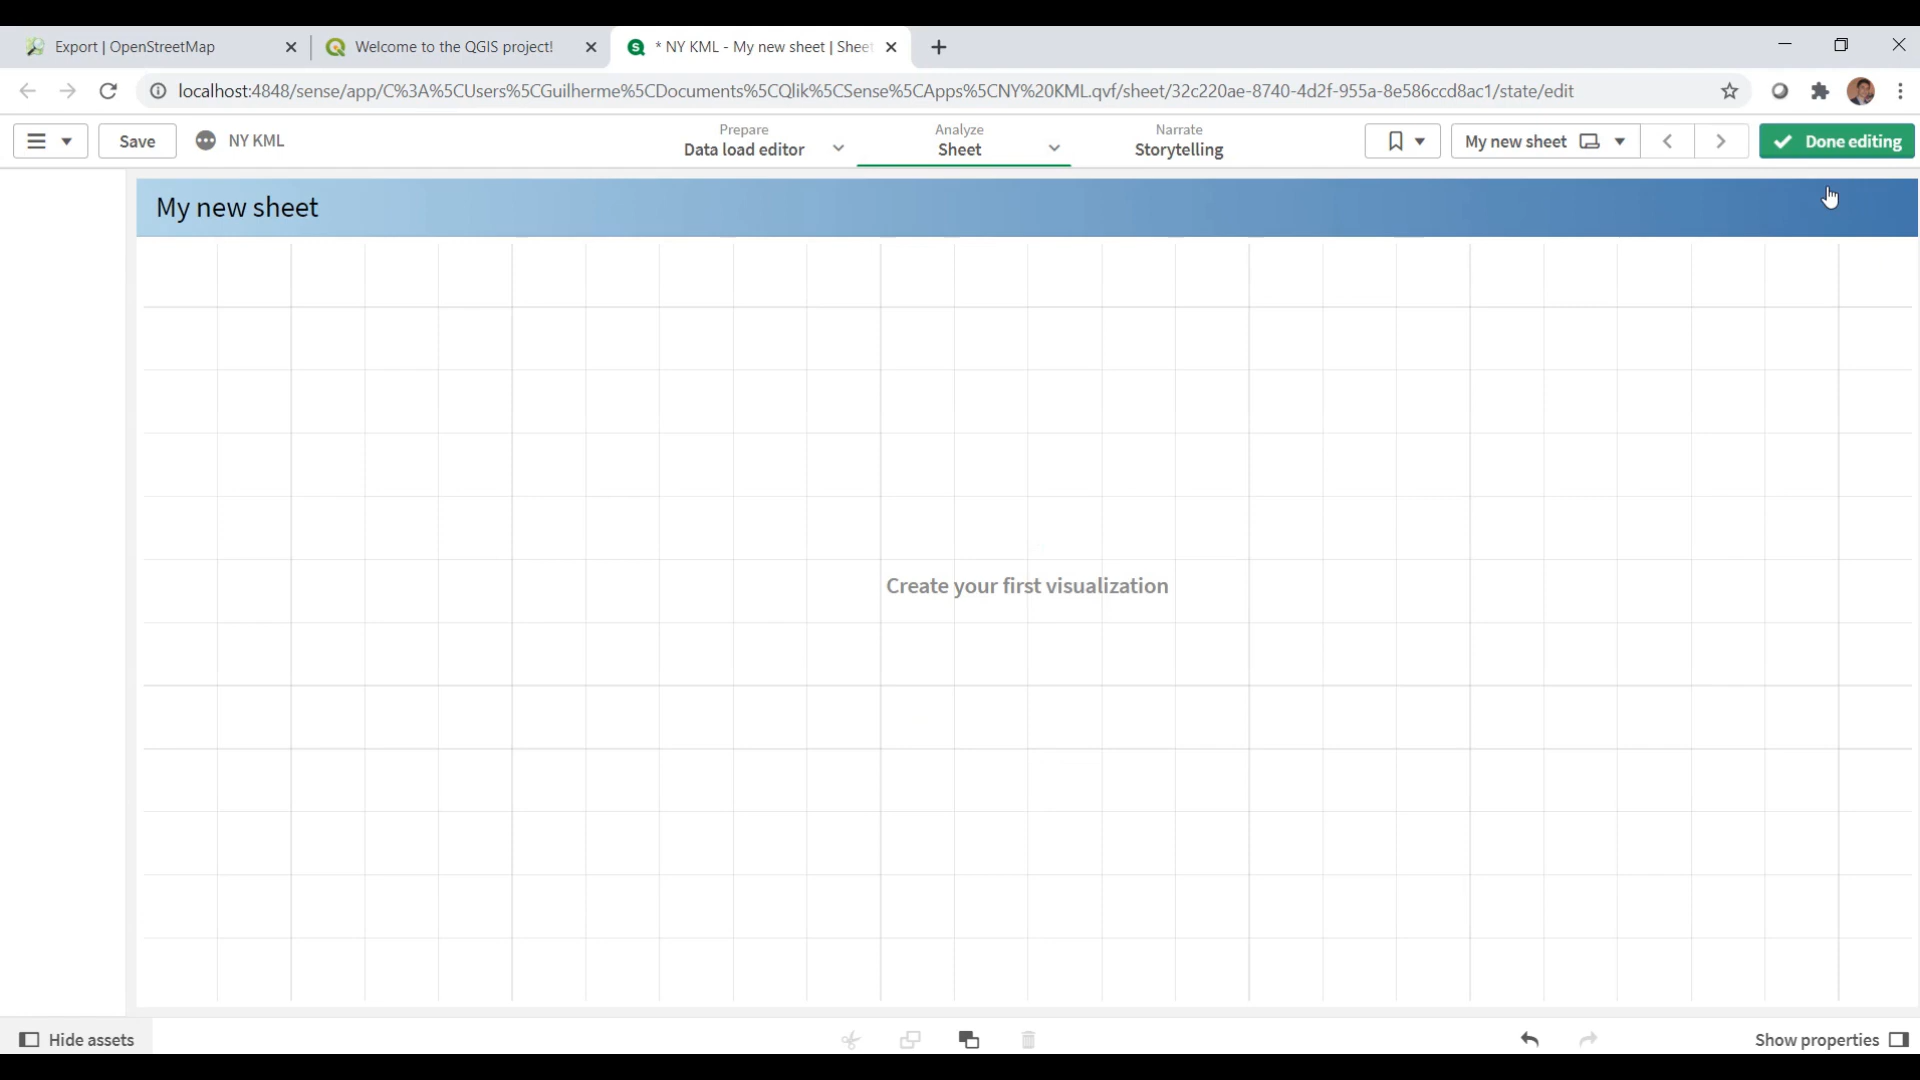 Export | OpenStreetMap
Welcome to the QGIS project!
* NY KML - My new sheet | Sheet
localhost:4848/sense/app/C%3A%5CUsers%5CGuilherme%5CDocuments%5CQlik%5CSense%5CApps%5CNY%20KML.qvf/sheet/32c220ae-8740-4d2f-955a-8e586ccd8ac1/state/edit
Save
NY KML
Prepare
Data load editor
Analyze
Sheet
Narrate
Storytelling
My new sheet
Done editing
My new sheet
Create your first visualization
Hide assets
Show properties